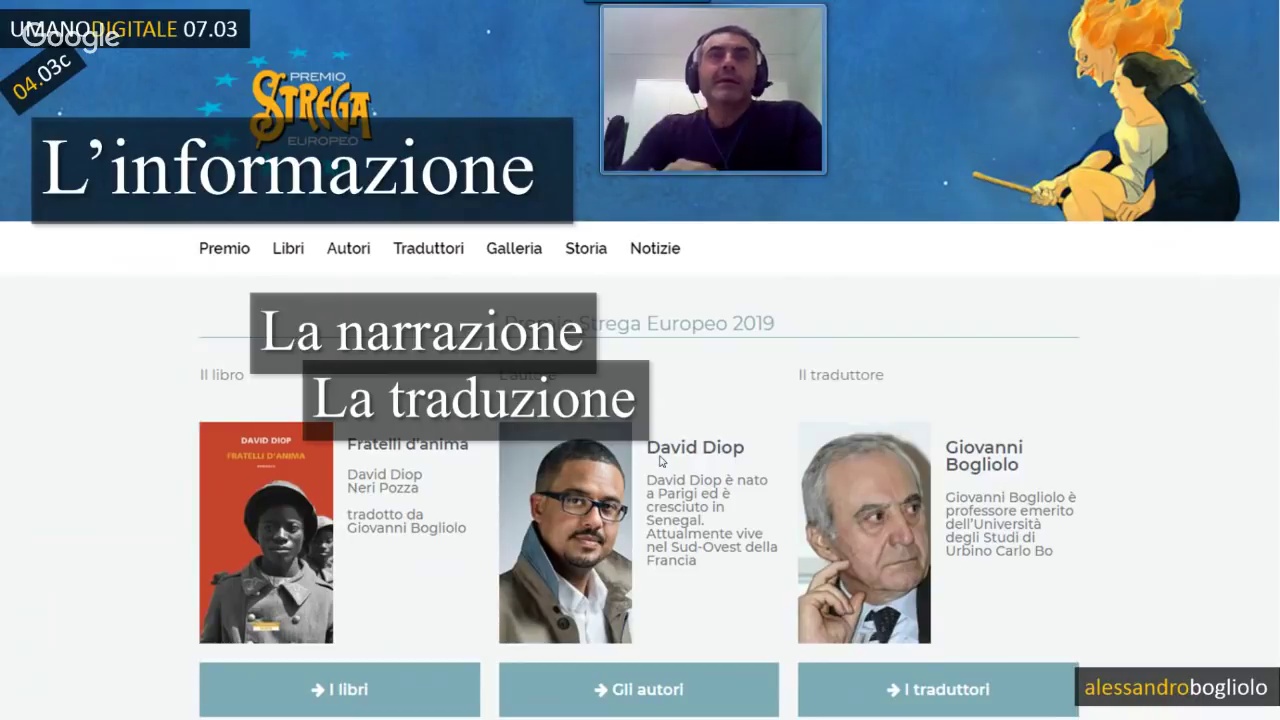 UMANODIGITALE 07.03
Google
04.03c
PREMIO
STREGA
EUROPEO
L'informazione
Premio Libri Autori Traduttori Galleria Storia Notizie
La narrazione
Premio Strega Europeo 2019
La traduzione
Il libro
L'autore
Il traduttore
DAVID DIOP
FRATELLI D'ANIMA
Fratelli d'anima
David Diop
Neri Pozza
tradotto da
Giovanni Bogliolo
David Diop
David Diop è nato
a Parigi ed è
cresciuto in
Senegal.
Attualmente vive
nel Sud-Ovest della
Francia
Giovanni
Bogliolo
Giovanni Bogliolo è
professore emerito
dell'Università
degli Studi di
Urbino Carlo Bo
→ I libri
→ Gli autori
→ I traduttori
alessandrobogliolo